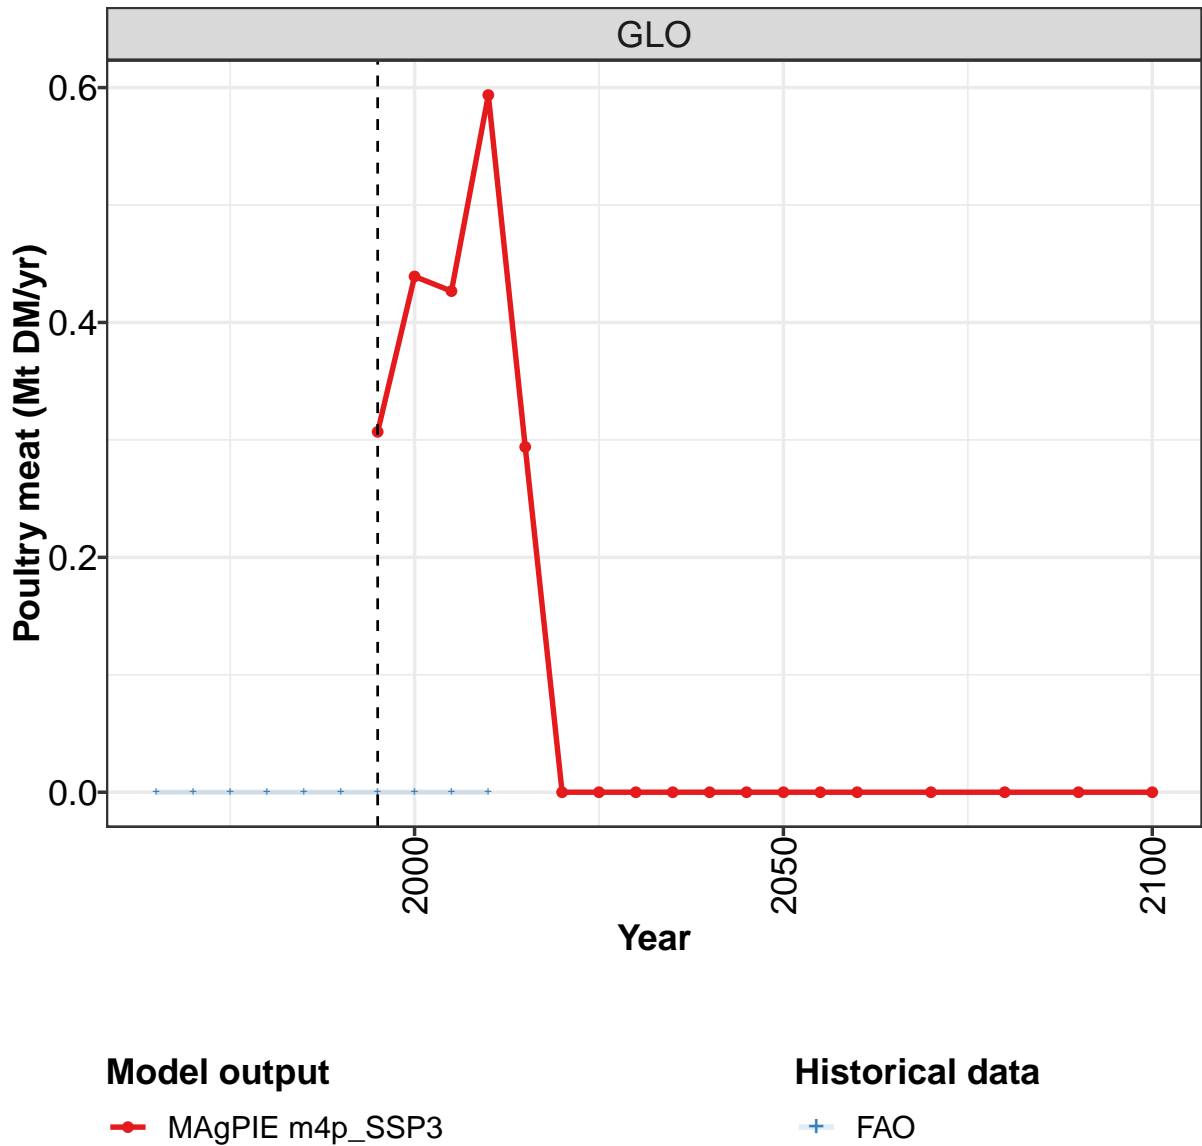 GLO
Poultry meat (Mt DM/yr)
0.6
0.4
0.2
0.0
2000
2050
2100
Year
Model output
MAgPIE m4p_SSP3
Historical data
FAO